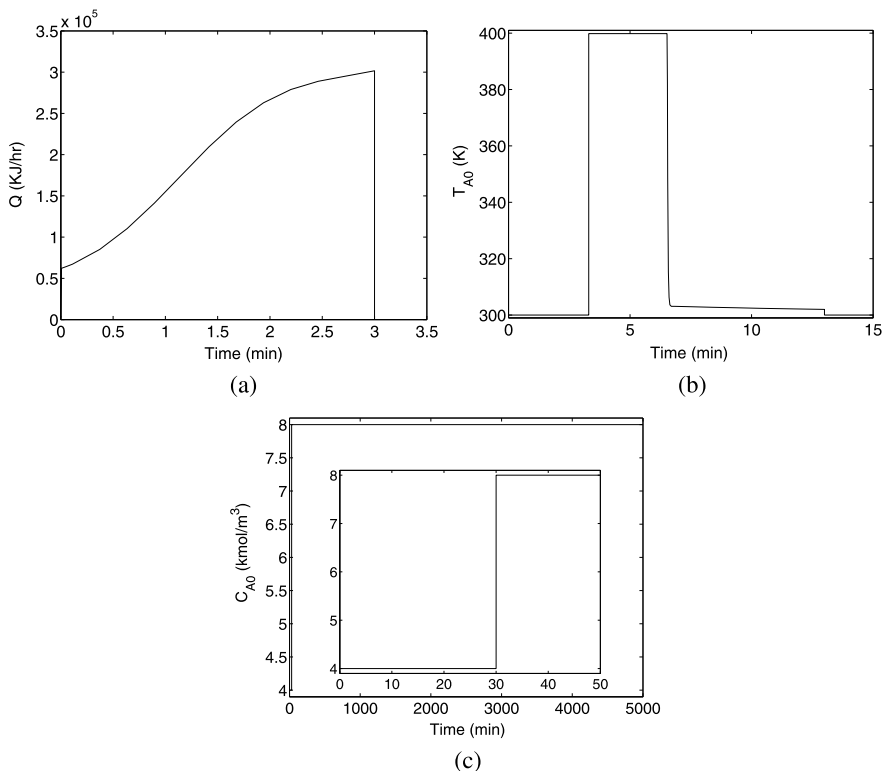 x 10⁵
3.5
3
2.5
2
1.5
1
0.5
0
Q (KJ/hr)
0 0.5 1 1.5 2 2.5 3 3.5
Time (min)
(a)
400
380
360
340
320
300
T_A0 (K)
0 5 10 15
Time (min)
(b)
8
7.5
7
6.5
6
5.5
5
4.5
4
C_A0 (kmol/m³)
8
7
6
5
4
0 10 20 30 40 50
0 1000 2000 3000 4000 5000
Time (min)
(c)